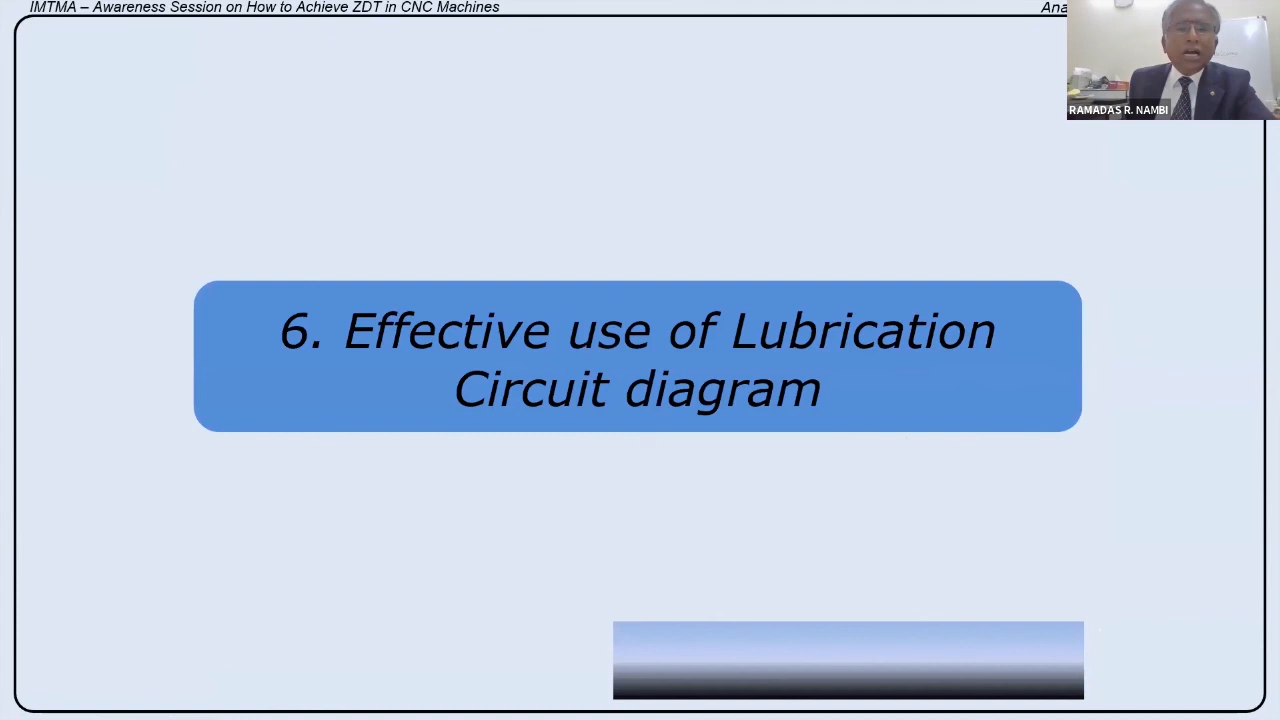 IMTMA – Awareness Session on How to Achieve ZDT in CNC Machines
Ana
RAMADAS R. NAMBI
6. Effective use of Lubrication
Circuit diagram